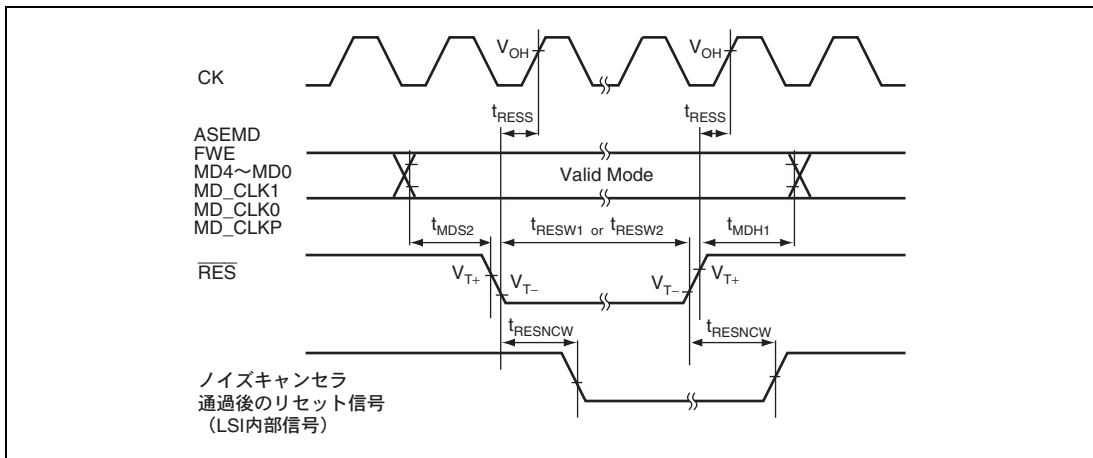 V_OH
V_OH
CK
t_RESS
t_RESS
ASEMD
FWE
MD4～MD0
MD_CLK1
MD_CLK0
MD_CLKP
Valid Mode
t_MDS2
t_RESW1 or t_RESW2
t_MDH1
RES
V_T+
V_T−
V_T−
V_T+
t_RESNCW
t_RESNCW
ノイズキャンセラ
通過後のリセット信号
（LSI内部信号）